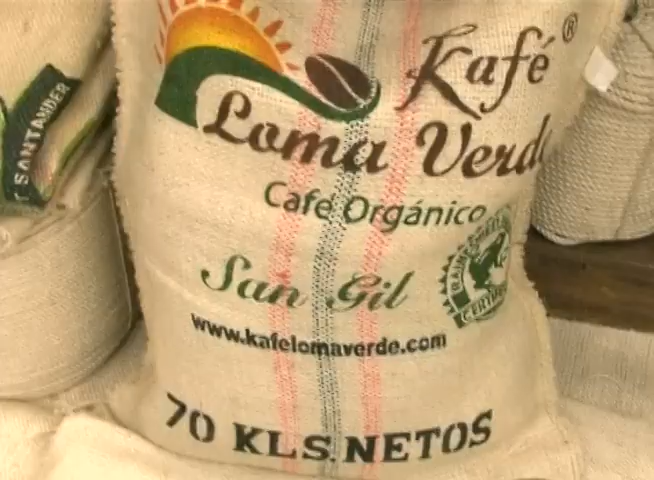 Kafé ®
Loma Verde
Café Orgánico
San Gil
www.kafelomaverde.com
70 KLS. NETOS
SANTANDER